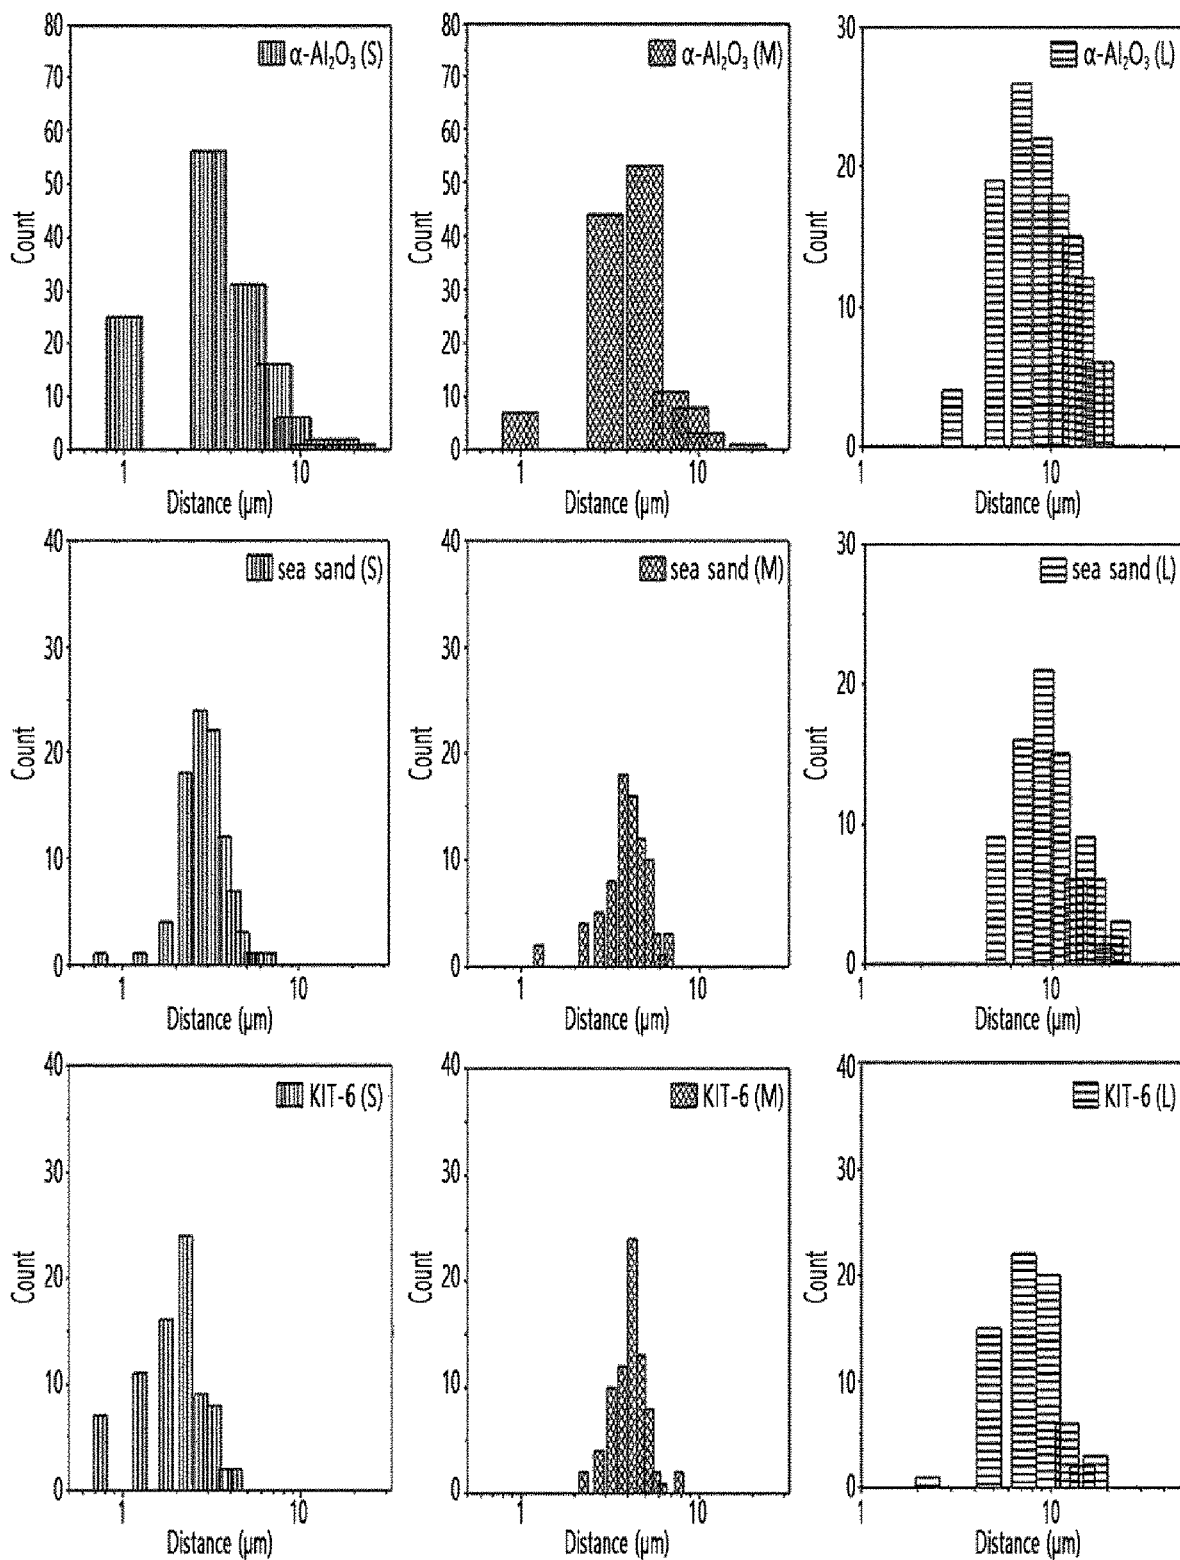 α-Al₂O₃ (S)
80
70
60
50
40
30
20
10
0
Count
1 10
Distance (μm)
α-Al₂O₃ (M)
80
70
60
50
40
30
20
10
0
Count
1 10
Distance (μm)
α-Al₂O₃ (L)
30
20
10
0
Count
1 10
Distance (μm)
sea sand (S)
40
30
20
10
0
Count
1 10
Distance (μm)
sea sand (M)
40
30
20
10
0
Count
1 10
Distance (μm)
sea sand (L)
30
20
10
0
Count
1 10
Distance (μm)
KIT-6 (S)
40
30
20
10
0
Count
1 10
Distance (μm)
KIT-6 (M)
40
30
20
10
0
Count
1 10
Distance (μm)
KIT-6 (L)
40
30
20
10
0
Count
1 10
Distance (μm)